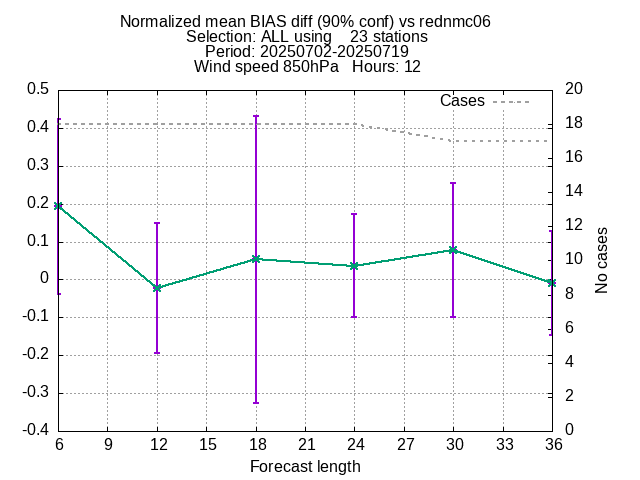 Normalized mean BIAS diff (90% conf) vs rednmc06
Selection: ALL using    23 stations
Period: 20250702-20250719
Wind speed 850hPa   Hours: 12
0.5
0.4
0.3
0.2
0.1
0
-0.1
-0.2
-0.3
-0.4
Cases
20
18
16
14
12
10
8
6
4
2
0
No cases
6 9 12 15 18 21 24 27 30 33 36
Forecast length